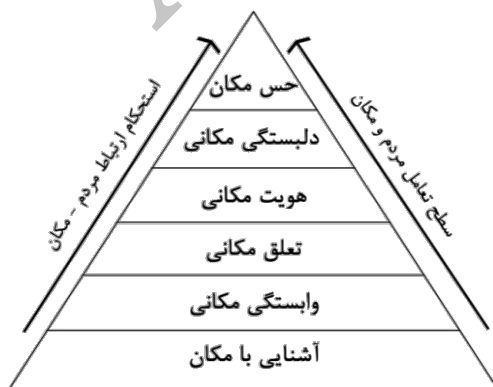 حس مکان
دلبستگی مکانی
هویت مکانی
تعلق مکانی
وابستگی مکانی
آشنایی با مکان
استحکام ارتباط مردم - مکان
سطح تعامل مردم و مکان